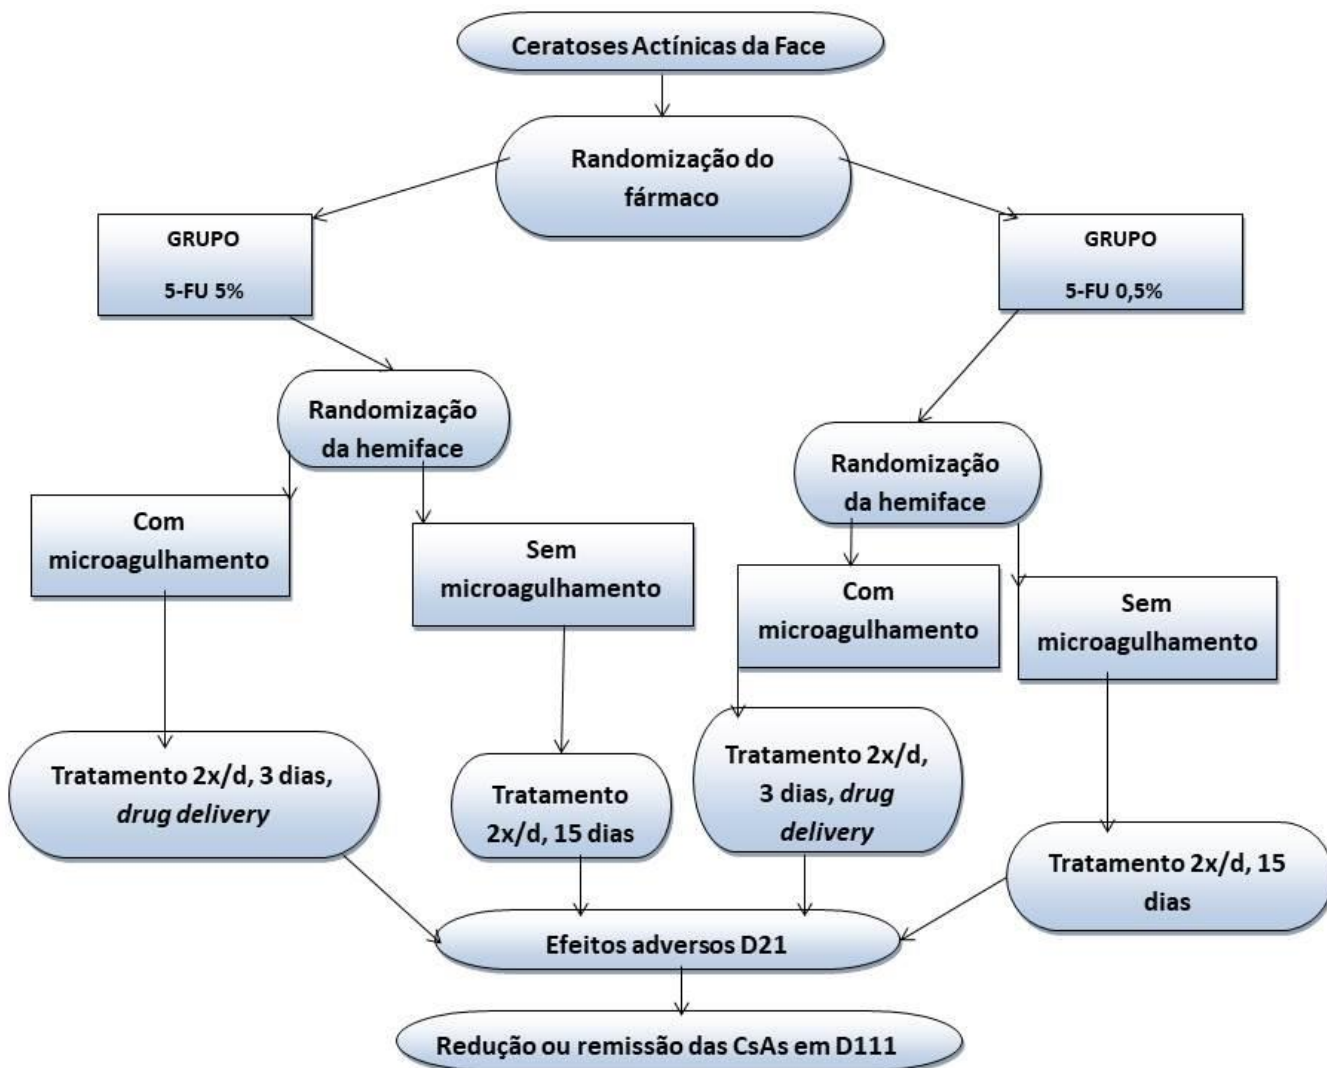 Ceratoses Actínicas da Face
Randomização do
fármaco
GRUPO
5-FU 5%
GRUPO
5-FU 0,5%
Randomização
da hemiface
Randomização
da hemiface
Com
microagulhamento
Sem
microagulhamento
Com
microagulhamento
Sem
microagulhamento
Tratamento 2x/d, 3 dias,
drug delivery
Tratamento
2x/d, 15 dias
Tratamento 2x/d,
3 dias, drug
delivery
Tratamento 2x/d, 15
dias
Efeitos adversos D21
Redução ou remissão das CsAs em D111